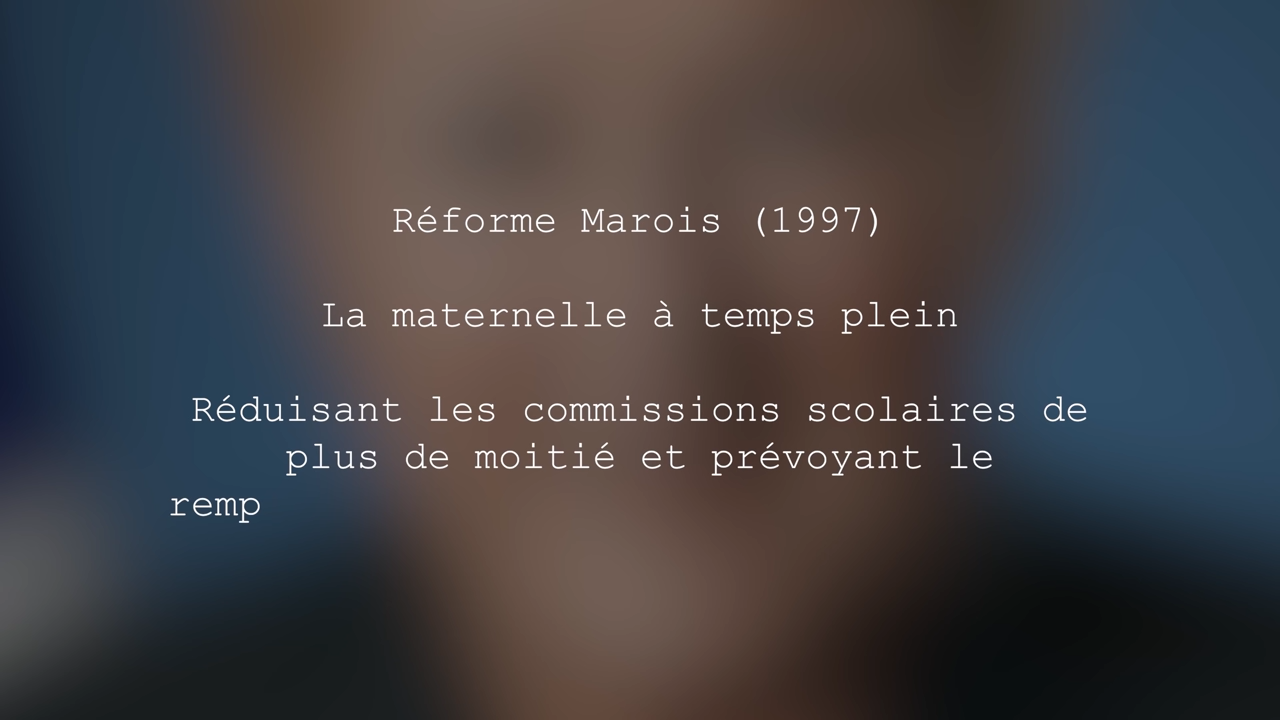 Réforme Marois (1997)
La maternelle à temps plein
Réduisant les commissions scolaires de
plus de moitié et prévoyant le
remp